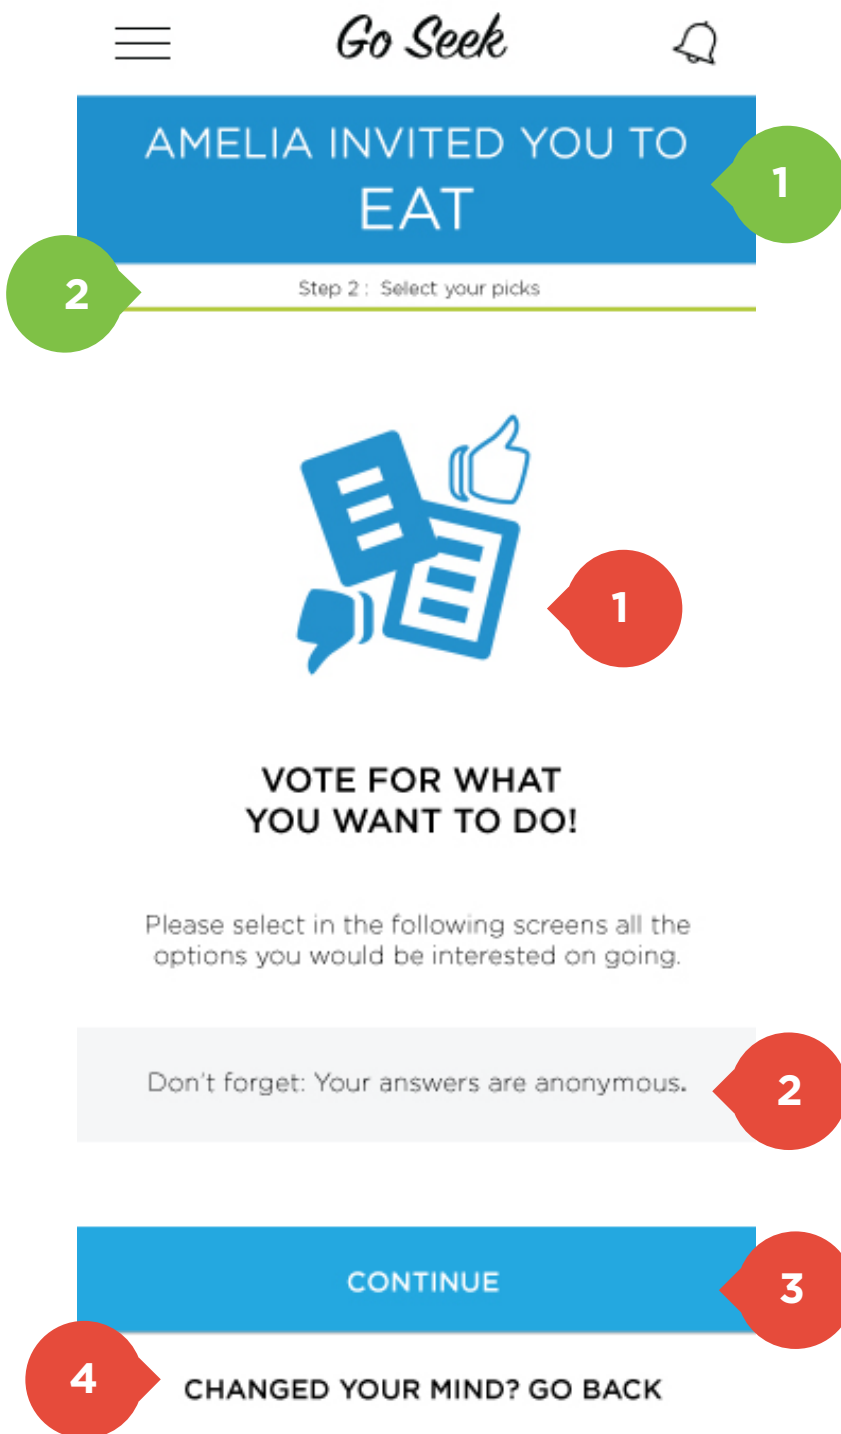 Go Seek
AMELIA INVITED YOU TO
EAT
1
2
Step 2 : Select your picks
1
VOTE FOR WHAT
YOU WANT TO DO!
Please select in the following screens all the
options you would be interested on going.
Don't forget: Your answers are anonymous.
2
CONTINUE
3
4
CHANGED YOUR MIND? GO BACK